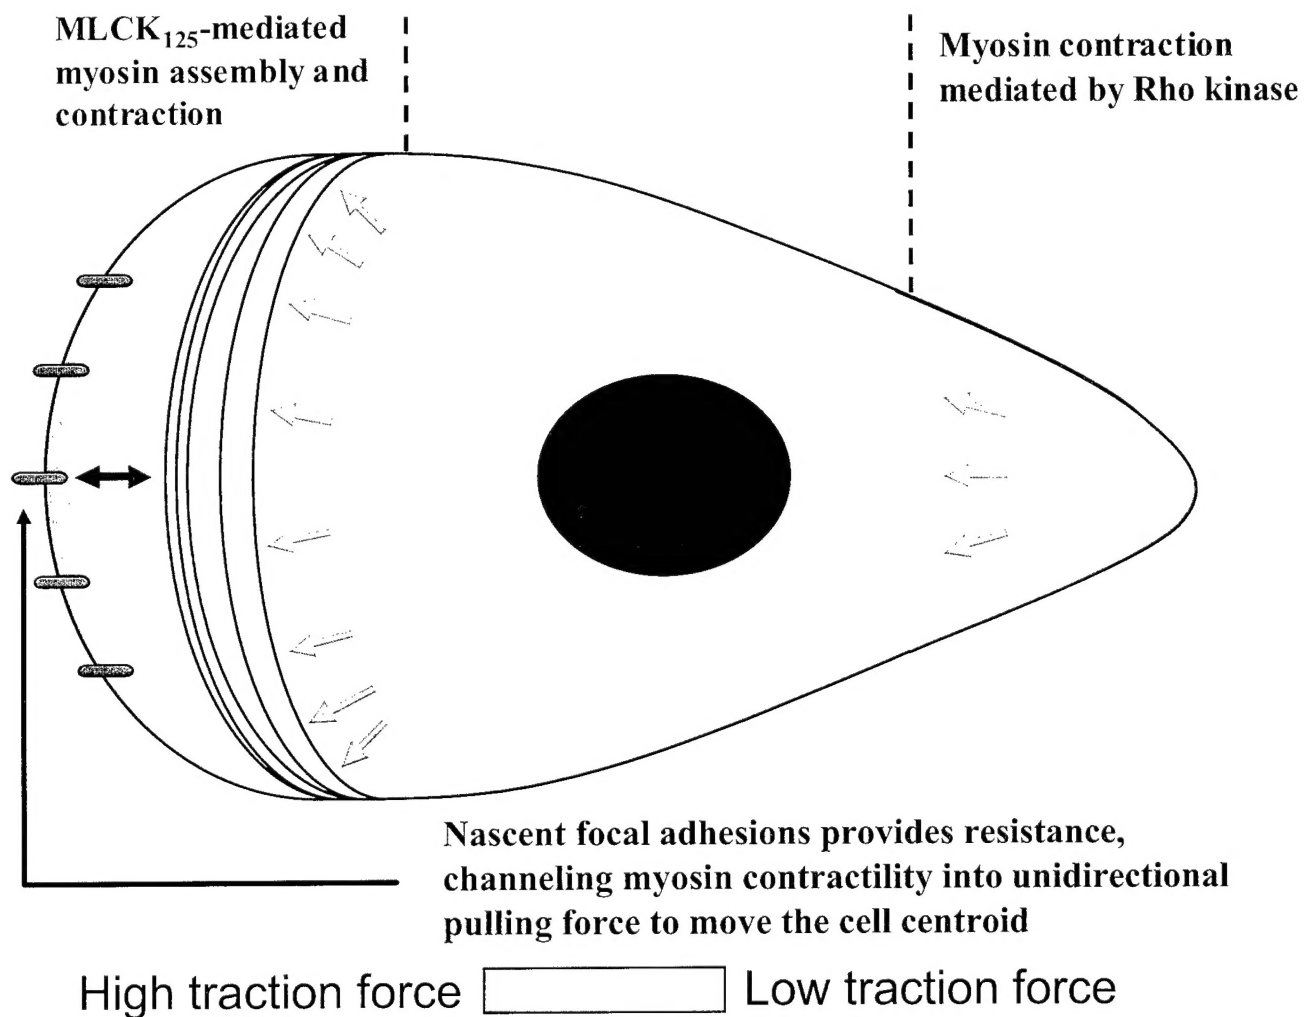 MLCK₁₂₅-mediated
myosin assembly and
contraction
Myosin contraction
mediated by Rho kinase
Nascent focal adhesions provides resistance,
channeling myosin contractility into unidirectional
pulling force to move the cell centroid
High traction force Low traction force